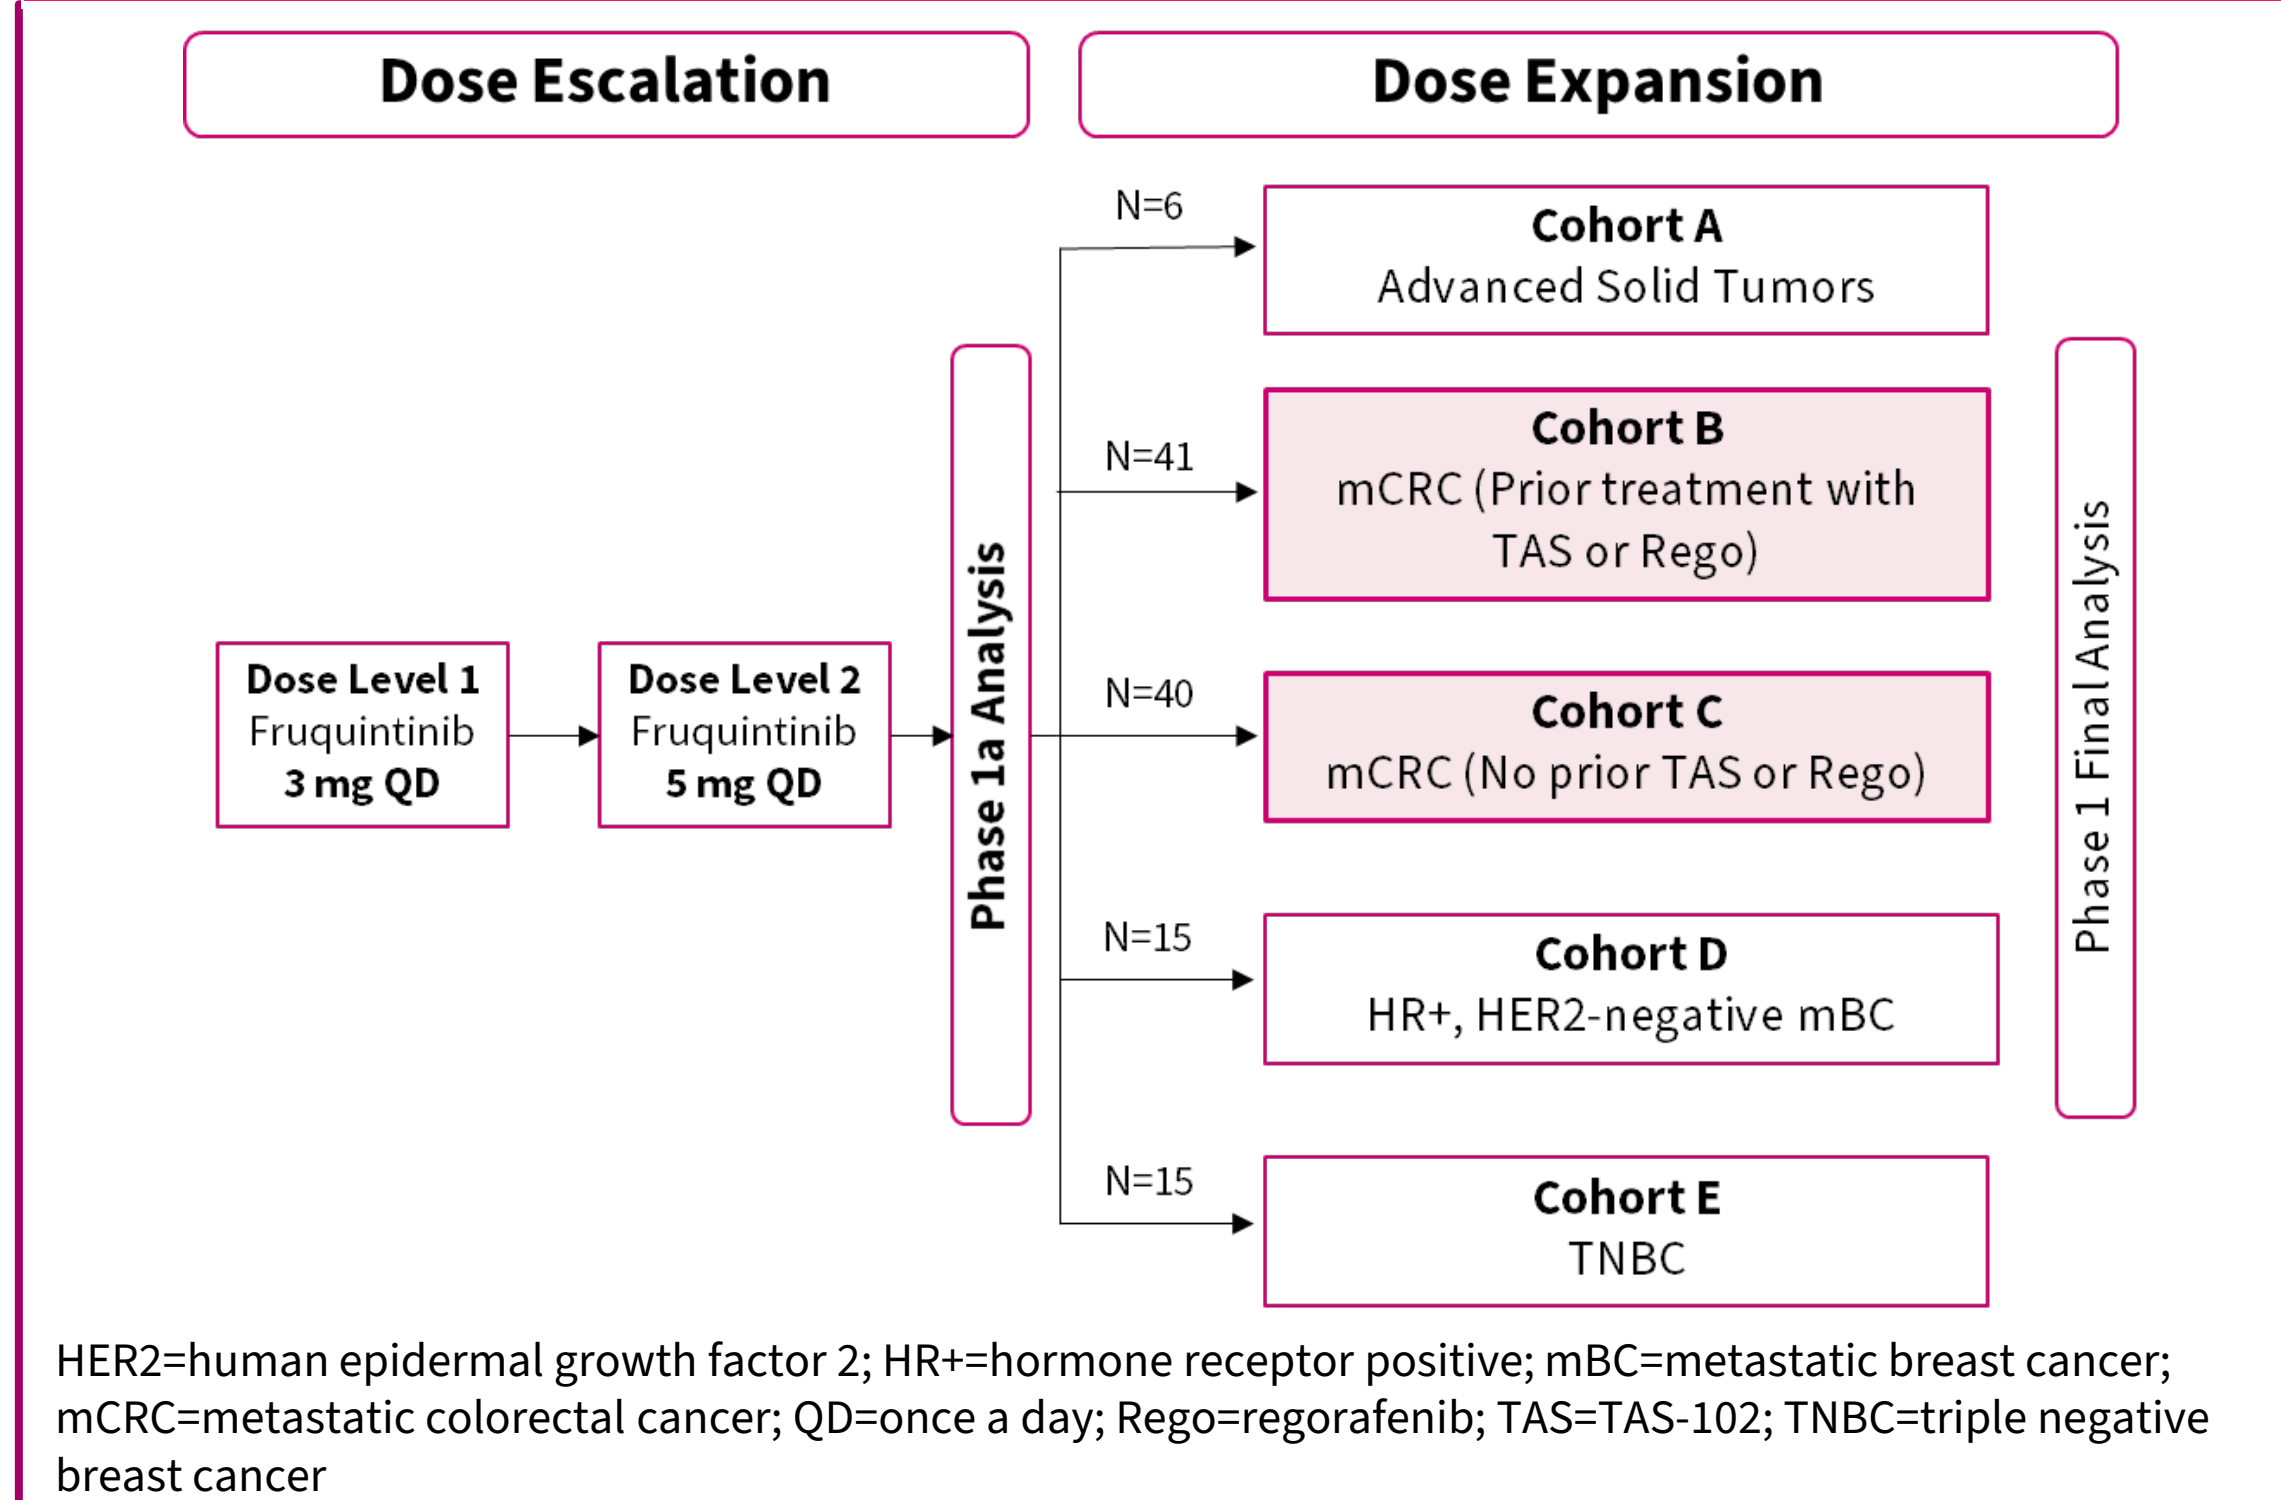 Dose Escalation
Dose Expansion
Dose Level 1
Fruquintinib
3 mg QD
Dose Level 2
Fruquintinib
5 mg QD
Phase 1a Analysis
N=6
Cohort A
Advanced Solid Tumors
N=41
Cohort B
mCRC (Prior treatment with
TAS or Rego)
N=40
Cohort C
mCRC (No prior TAS or Rego)
N=15
Cohort D
HR+, HER2-negative mBC
N=15
Cohort E
TNBC
Phase 1 Final Analysis
HER2=human epidermal growth factor 2; HR+=hormone receptor positive; mBC=metastatic breast cancer;
mCRC=metastatic colorectal cancer; QD=once a day; Rego=regorafenib; TAS=TAS-102; TNBC=triple negative
breast cancer